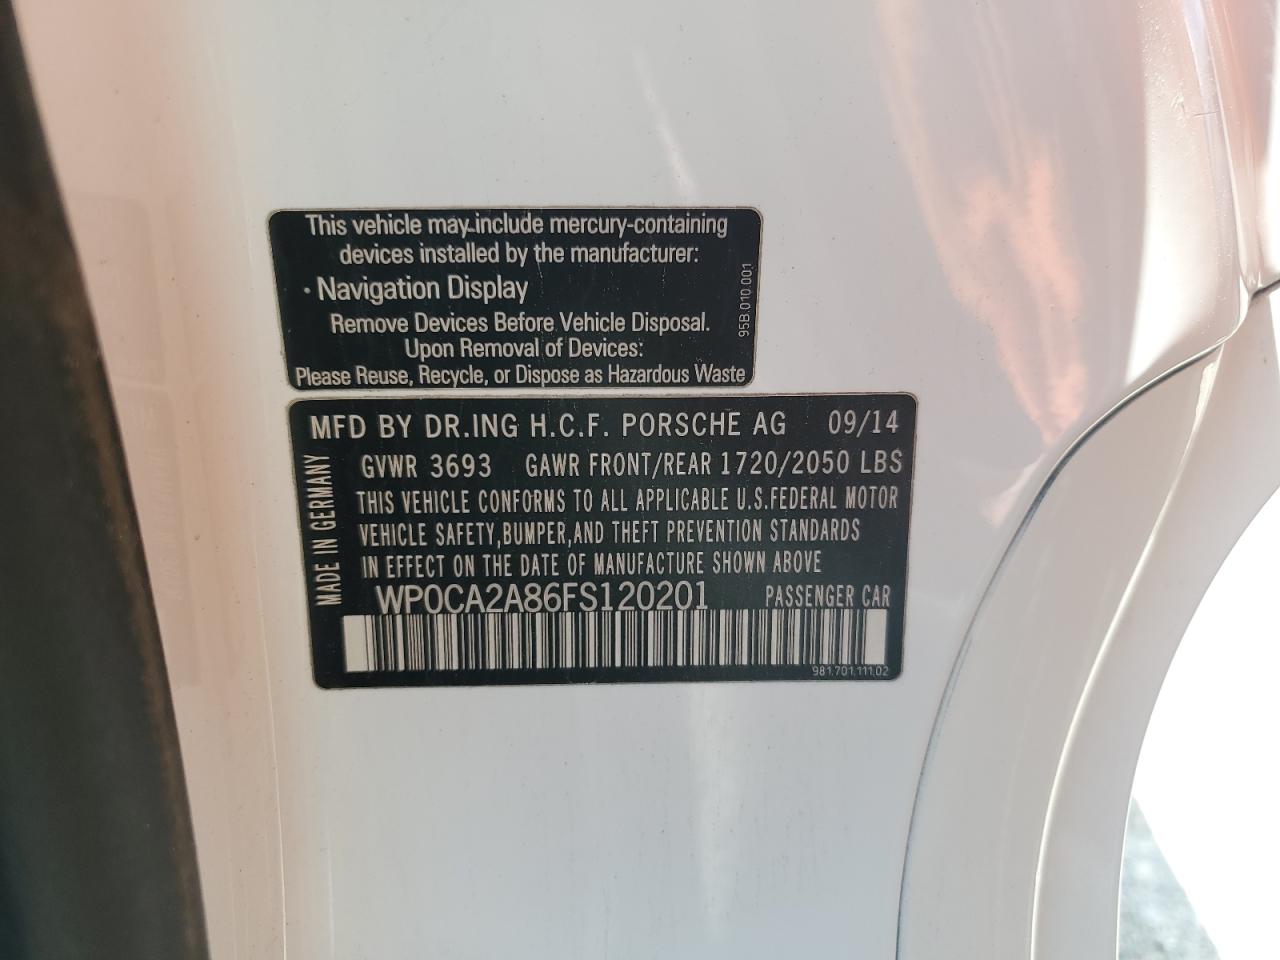 This vehicle may include mercury-containing
devices installed by the manufacturer:
· Navigation Display
Remove Devices Before Vehicle Disposal.
Upon Removal of Devices:
Please Reuse, Recycle, or Dispose as Hazardous Waste
95B.010.001
MFD BY DR.ING H.C.F. PORSCHE AG 09/14
GVWR 3693 GAWR FRONT/REAR 1720/2050 LBS
THIS VEHICLE CONFORMS TO ALL APPLICABLE U.S.FEDERAL MOTOR
VEHICLE SAFETY,BUMPER,AND THEFT PREVENTION STANDARDS
IN EFFECT ON THE DATE OF MANUFACTURE SHOWN ABOVE
MADE IN GERMANY
WP0CA2A86FS120201 PASSENGER CAR
981.701.111.02